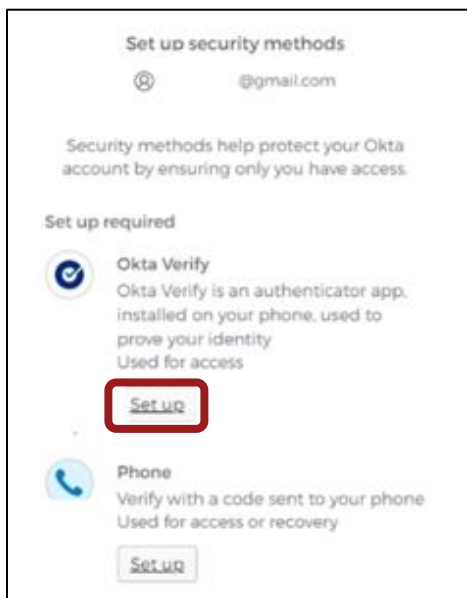 Set up security methods
@gmail.com
Security methods help protect your Okta
account by ensuring only you have access.
Set up required
Okta Verify
Okta Verify is an authenticator app,
installed on your phone, used to
prove your identity
Used for access
Set up
Phone
Verify with a code sent to your phone
Used for access or recovery
Set up